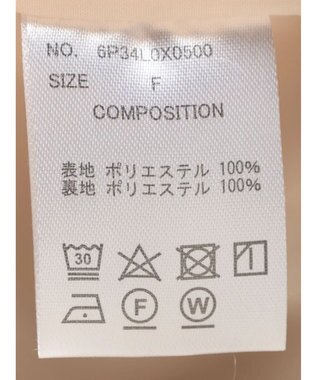 NO. 6P34L0X0500
SIZE F
COMPOSITION
表地 ポリエステル 100%
裏地 ポリエステル 100%
30
F W